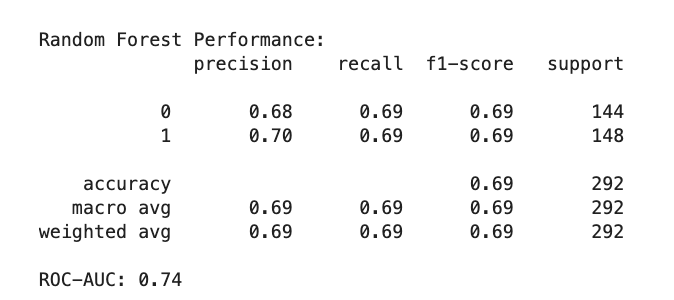 Random Forest Performance:
precision recall f1-score support
0 0.68 0.69 0.69 144
1 0.70 0.69 0.69 148
accuracy 0.69 292
macro avg 0.69 0.69 0.69 292
weighted avg 0.69 0.69 0.69 292
ROC-AUC: 0.74